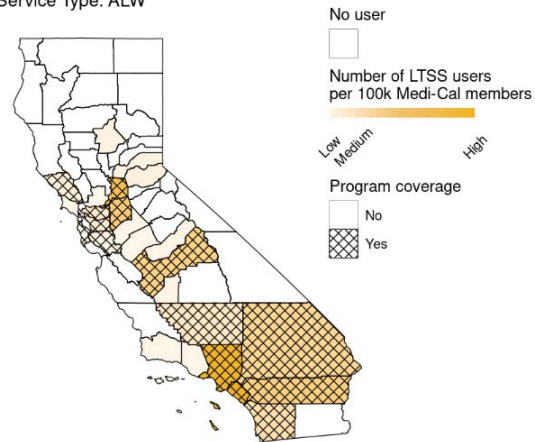 Service Type: ALW
No user
Number of LTSS users
per 100k Medi-Cal members
Low
Medium
High
Program coverage
No
Yes